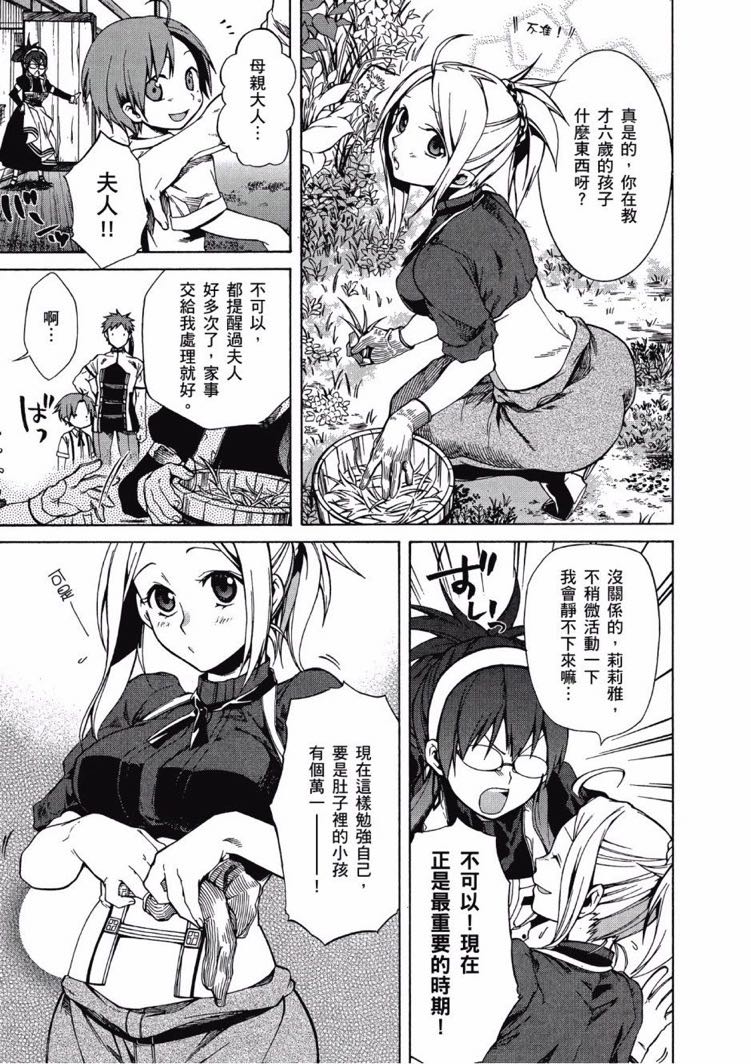 不准！
真是的，你在教
才六歲的孩子
什麼東西呀？
母親大人…
夫人!!
不可以，
都提醒過夫人
好多次了，家事
交給我處理就好。
啊…
ばっ
沒關係的，莉莉雅，
不稍微活動一下
我會靜不下來嘛…
不可以！現在
正是最重要的時期！
可是——
現在這樣勉強自己，
要是肚子裡的小孩
有個萬一——！